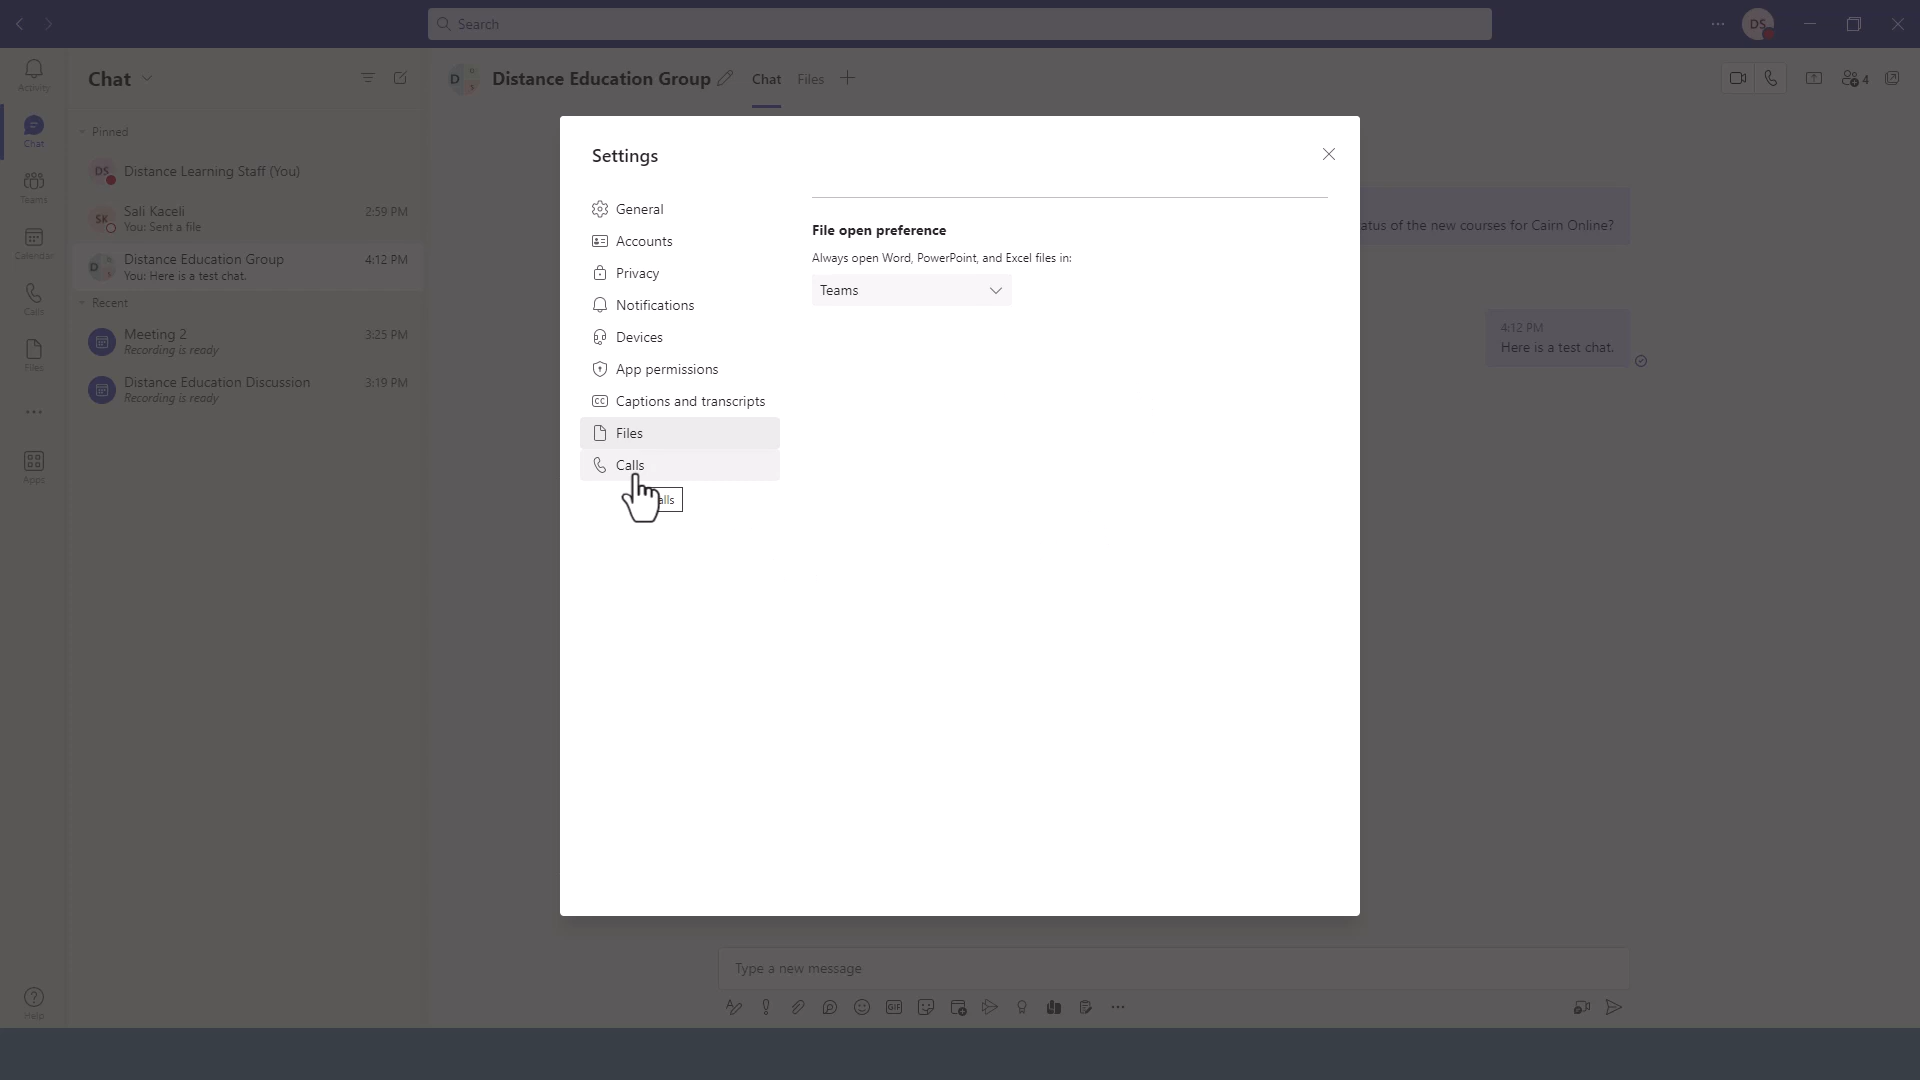 Search
DS
Activity
Chat
Teams
Calendar
Calls
Files
Apps
Help
Chat
Pinned
DS
Distance Learning Staff (You)
SK
Sali Kaceli
2:59 PM
You: Sent a file
D
Distance Education Group
4:12 PM
You: Here is a test chat.
Recent
Meeting 2
3:25 PM
Recording is ready
Distance Education Discussion
3:19 PM
Recording is ready
D
S
Distance Education Group
Chat
Files
4
atus of the new courses for Cairn Online?
4:12 PM
Here is a test chat.
Settings
General
Accounts
Privacy
Notifications
Devices
App permissions
CC
Captions and transcripts
Files
Calls
alls
File open preference
Always open Word, PowerPoint, and Excel files in:
Teams
Type a new message
GIF